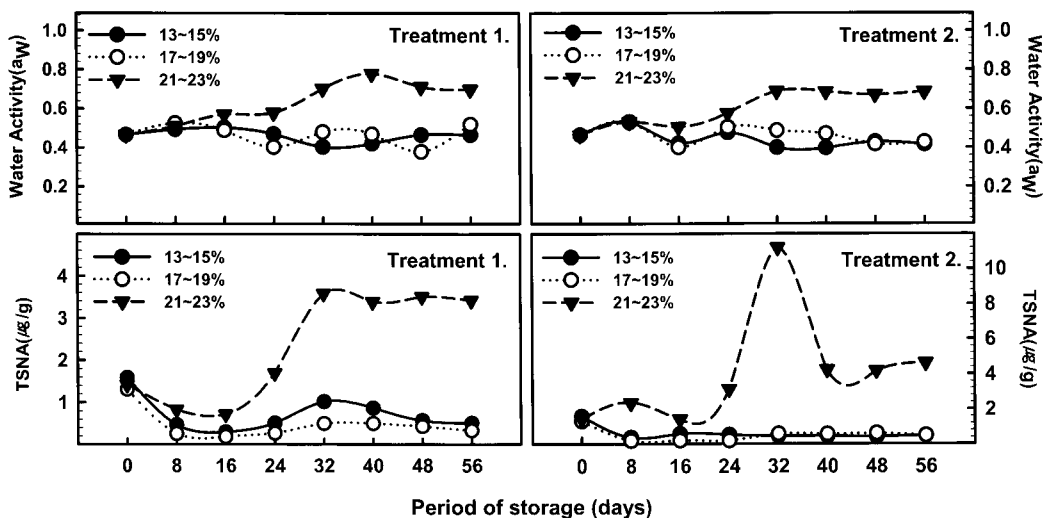 1.0
0.8
0.6
0.4
0.2
Water Activity(aw)
13~15%
17~19%
21~23%
Treatment 1.
13~15%
17~19%
21~23%
Treatment 2.
1.0
0.8
0.6
0.4
0.2
Water Activity(aw)
4
3
2
1
TSNA(㎍/g)
13~15%
17~19%
21~23%
Treatment 1.
13~15%
17~19%
21~23%
Treatment 2.
10
8
6
4
2
TSNA(㎍/g)
0 8 16 24 32 40 48 56
0 8 16 24 32 40 48 56
Period of storage (days)